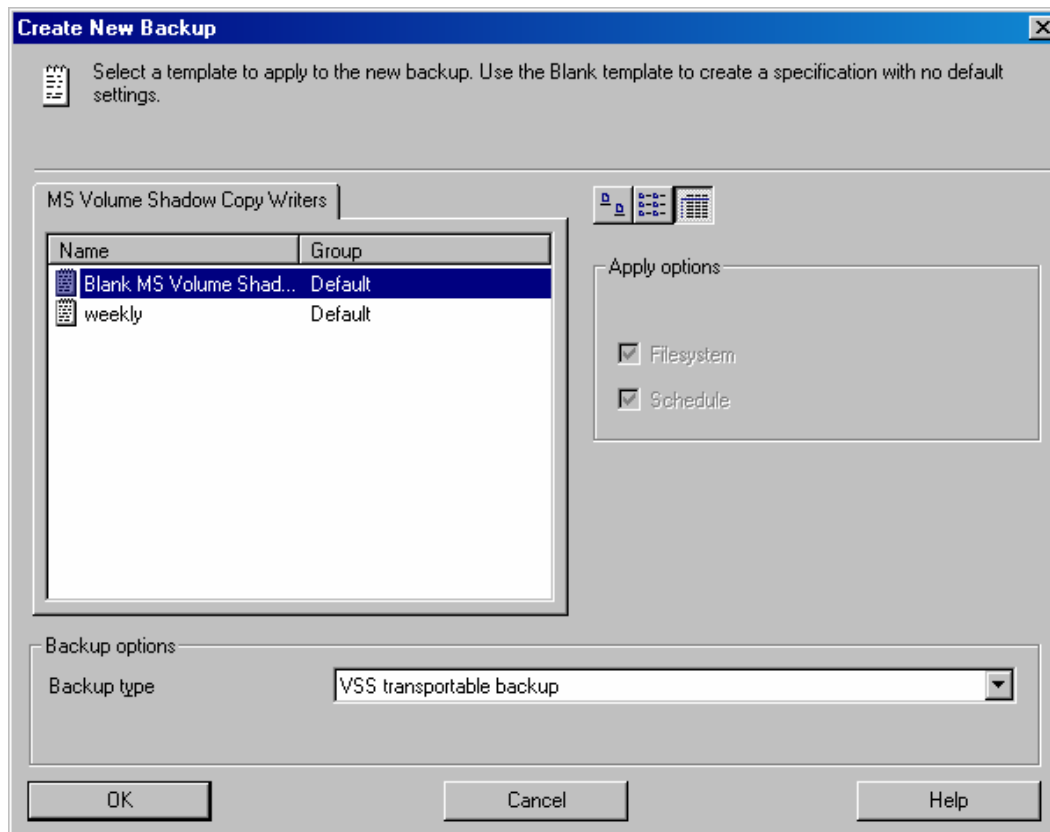 Create New Backup
Select a template to apply to the new backup. Use the Blank template to create a specification with no default
settings.
MS Volume Shadow Copy Writers
Name Group
Blank MS Volume Shad... Default
weekly Default
Apply options
Filesystem
Schedule
Backup options
Backup type VSS transportable backup
OK Cancel Help